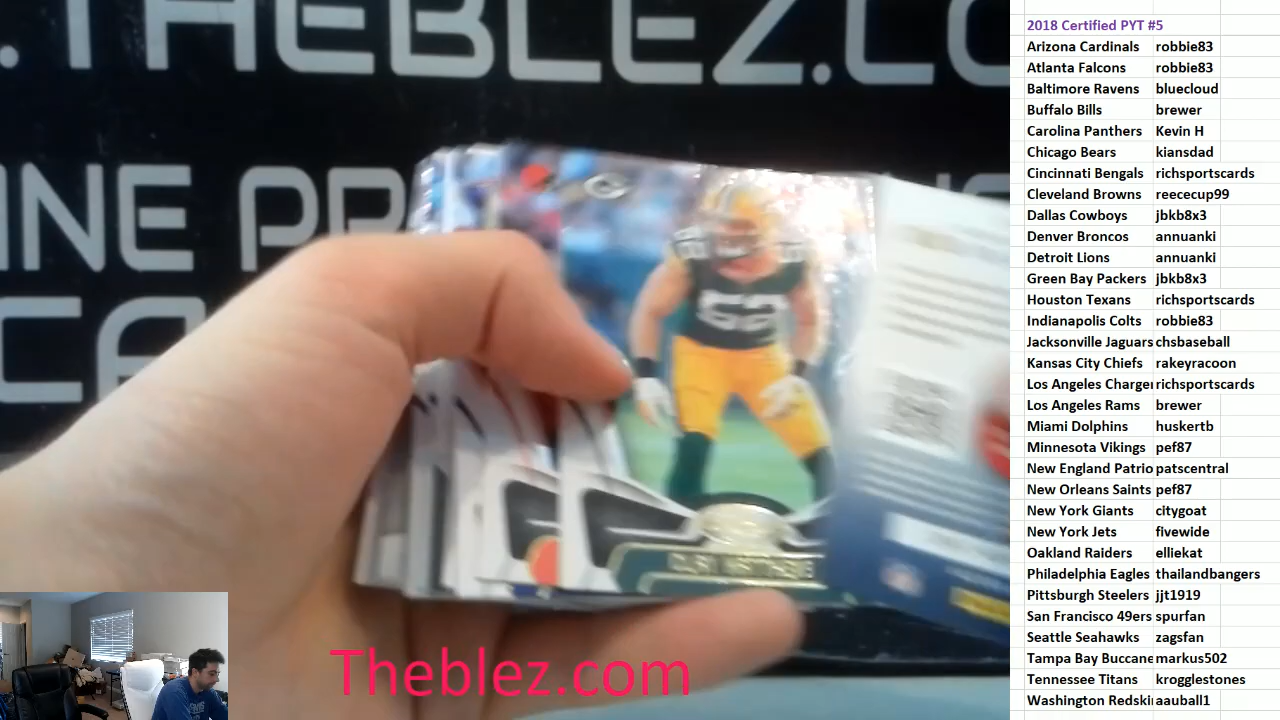 .THEBLEZ.CO
INE PR
CA
52
CLAY MATTHEWS
Theblez.com
2018 Certified PYT #5
Arizona Cardinals robbie83
Atlanta Falcons robbie83
Baltimore Ravens bluecloud
Buffalo Bills brewer
Carolina Panthers Kevin H
Chicago Bears kiansdad
Cincinnati Bengals richsportscards
Cleveland Browns reececup99
Dallas Cowboys jbkb8x3
Denver Broncos annuanki
Detroit Lions annuanki
Green Bay Packers jbkb8x3
Houston Texans richsportscards
Indianapolis Colts robbie83
Jacksonville Jaguars chsbaseball
Kansas City Chiefs rakeyracoon
Los Angeles Charger richsportscards
Los Angeles Rams brewer
Miami Dolphins huskertb
Minnesota Vikings pef87
New England Patrio patscentral
New Orleans Saints pef87
New York Giants citygoat
New York Jets fivewide
Oakland Raiders elliekat
Philadelphia Eagles thailandbangers
Pittsburgh Steelers jjt1919
San Francisco 49ers spurfan
Seattle Seahawks zagsfan
Tampa Bay Buccane markus502
Tennessee Titans krogglestones
Washington Redski aauball1